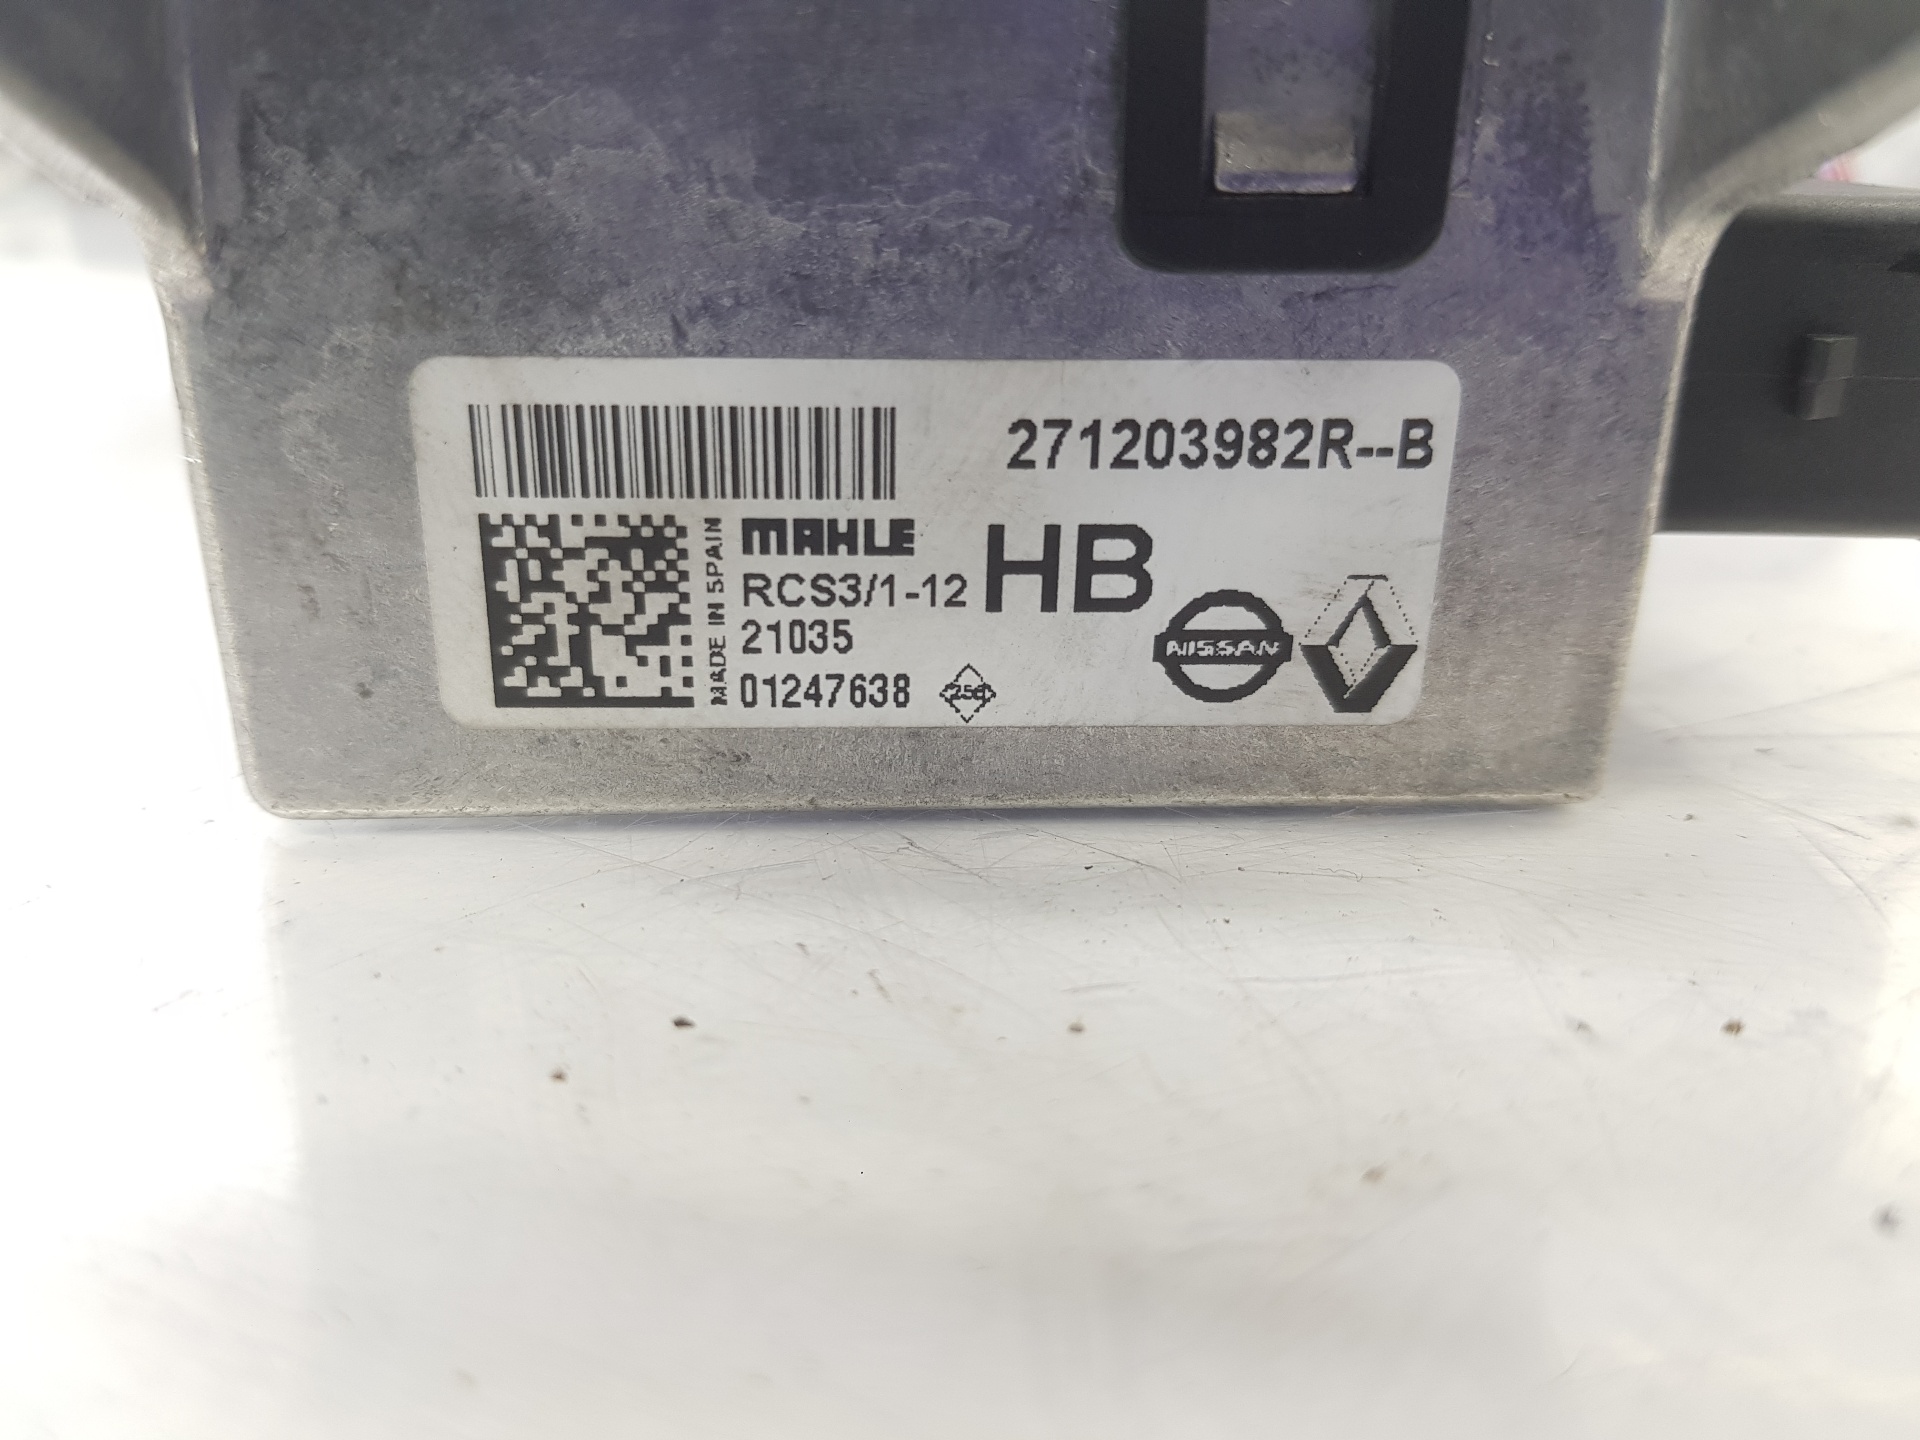 271203982R--B
MADE IN SPAIN
MAHLE
HB
RCS3/1-12
21035
01247638
NISSAN